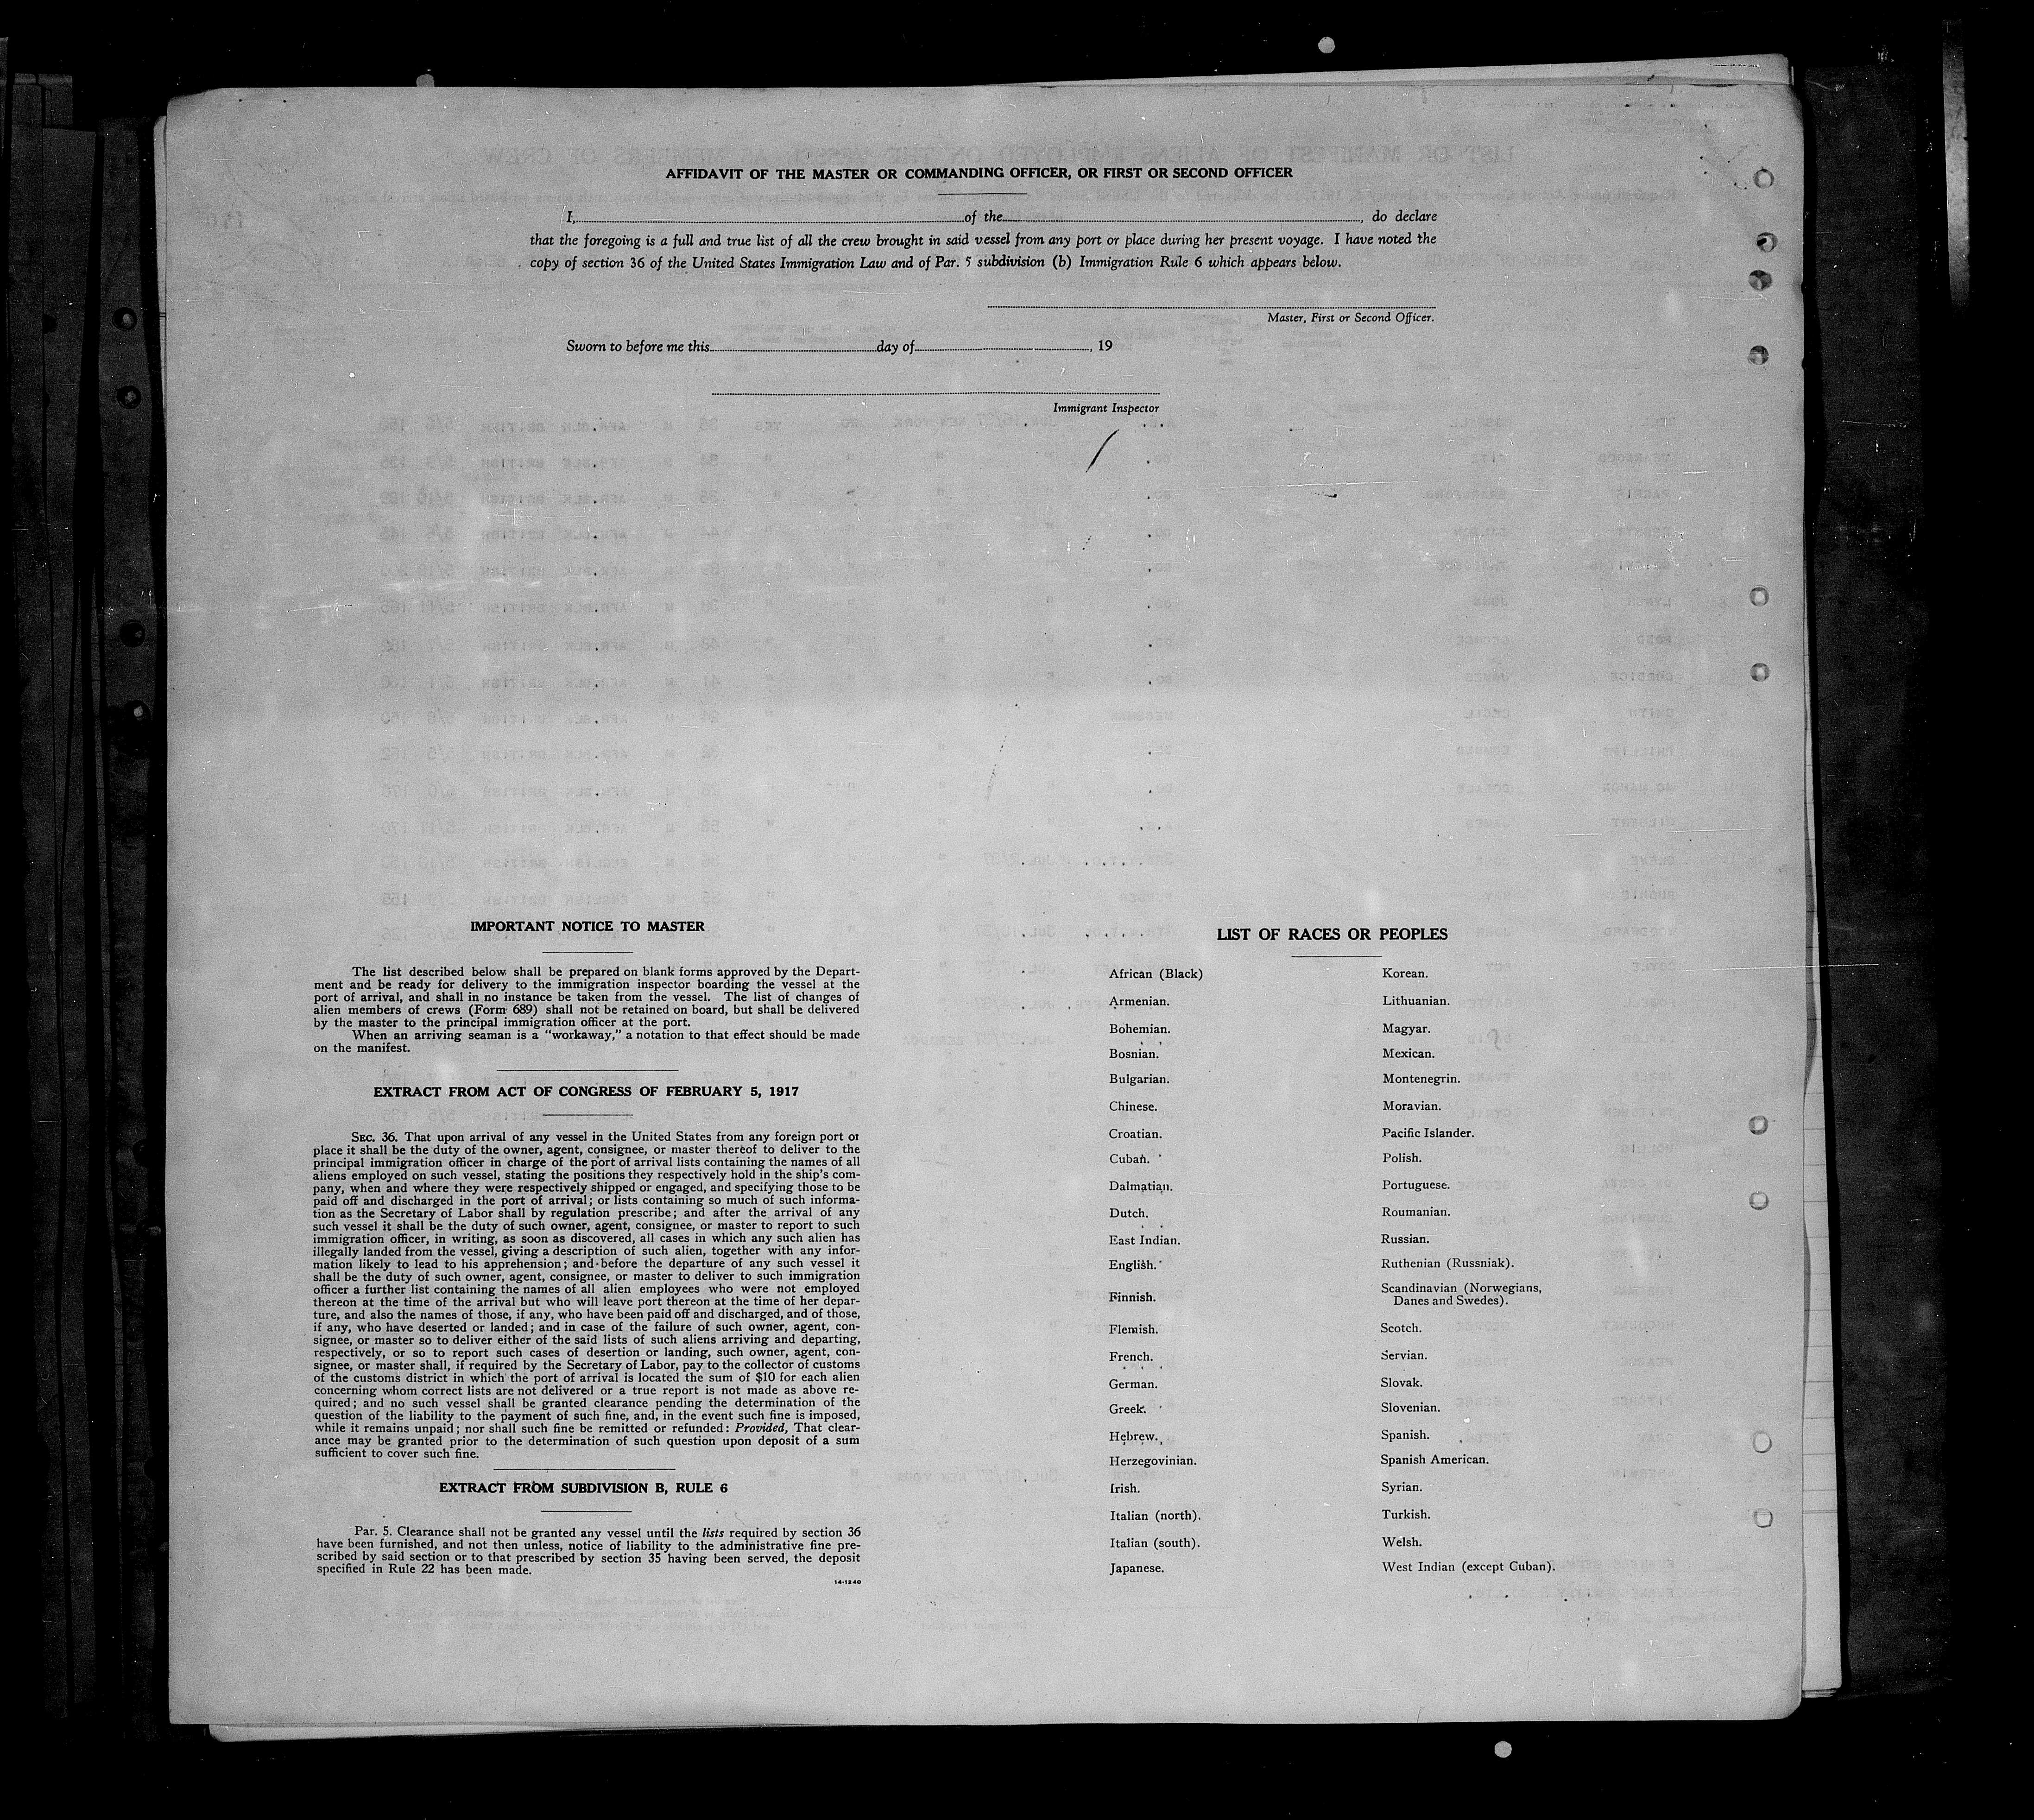 AFFIDAVIT OF THE MASTER OR COMMANDING OFFICER, OR FIRST OR SECOND OFFICER
I, of the , do declare
that the foregoing is a full and true list of all the crew brought in said vessel from any port or place during her present voyage. I have noted the
copy of section 36 of the United States Immigration Law and of Par. 5 subdivision (b) Immigration Rule 6 which appears below.
Master, First or Second Officer.
Sworn to before me this day of , 19
Immigrant Inspector
IMPORTANT NOTICE TO MASTER
The list described below shall be prepared on blank forms approved by the Depart-
ment and be ready for delivery to the immigration inspector boarding the vessel at the
port of arrival, and shall in no instance be taken from the vessel. The list of changes of
alien members of crews (Form 689) shall not be retained on board, but shall be delivered
by the master to the principal immigration officer at the port.
When an arriving seaman is a "workaway," a notation to that effect should be made
on the manifest.
EXTRACT FROM ACT OF CONGRESS OF FEBRUARY 5, 1917
SEC. 36. That upon arrival of any vessel in the United States from any foreign port or
place it shall be the duty of the owner, agent, consignee, or master thereof to deliver to the
principal immigration officer in charge of the port of arrival lists containing the names of all
aliens employed on such vessel, stating the positions they respectively hold in the ship's com-
pany, when and where they were respectively shipped or engaged, and specifying those to be
paid off and discharged in the port of arrival; or lists containing so much of such informa-
tion as the Secretary of Labor shall by regulation prescribe; and after the arrival of any
such vessel it shall be the duty of such owner, agent, consignee, or master to report to such
immigration officer, in writing, as soon as discovered, all cases in which any such alien has
illegally landed from the vessel, giving a description of such alien, together with any infor-
mation likely to lead to his apprehension; and before the departure of any such vessel it
shall be the duty of such owner, agent, consignee, or master to deliver to such immigration
officer a further list containing the names of all alien employees who were not employed
thereon at the time of the arrival but who will leave port thereon at the time of her depar-
ture, and also the names of those, if any, who have been paid off and discharged, and of those,
if any, who have deserted or landed; and in case of the failure of such owner, agent, con-
signee, or master so to deliver either of the said lists of such aliens arriving and departing,
respectively, or so to report such cases of desertion or landing, such owner, agent, con-
signee, or master shall, if required by the Secretary of Labor, pay to the collector of customs
of the customs district in which the port of arrival is located the sum of $10 for each alien
concerning whom correct lists are not delivered or a true report is not made as above re-
quired; and no such vessel shall be granted clearance pending the determination of the
question of the liability to the payment of such fine, and, in the event such fine is imposed,
while it remains unpaid; nor shall such fine be remitted or refunded: Provided, That clear-
ance may be granted prior to the determination of such question upon deposit of a sum
sufficient to cover such fine.
EXTRACT FROM SUBDIVISION B, RULE 6
Par. 5. Clearance shall not be granted any vessel until the lists required by section 36
have been furnished, and not then unless, notice of liability to the administrative fine pre-
scribed by said section or to that prescribed by section 35 having been served, the deposit
specified in Rule 22 has been made.
14-1240
LIST OF RACES OR PEOPLES
African (Black)
Armenian.
Bohemian.
Bosnian.
Bulgarian.
Chinese.
Croatian.
Cuban.
Dalmatian.
Dutch.
East Indian.
English.
Finnish.
Flemish.
French.
German.
Greek.
Hebrew.
Herzegovinian.
Irish.
Italian (north).
Italian (south).
Japanese.
Korean.
Lithuanian.
Magyar.
Mexican.
Montenegrin.
Moravian.
Pacific Islander.
Polish.
Portuguese.
Roumanian.
Russian.
Ruthenian (Russniak).
Scandinavian (Norwegians,
Danes and Swedes).
Scotch.
Servian.
Slovak.
Slovenian.
Spanish.
Spanish American.
Syrian.
Turkish.
Welsh.
West Indian (except Cuban).